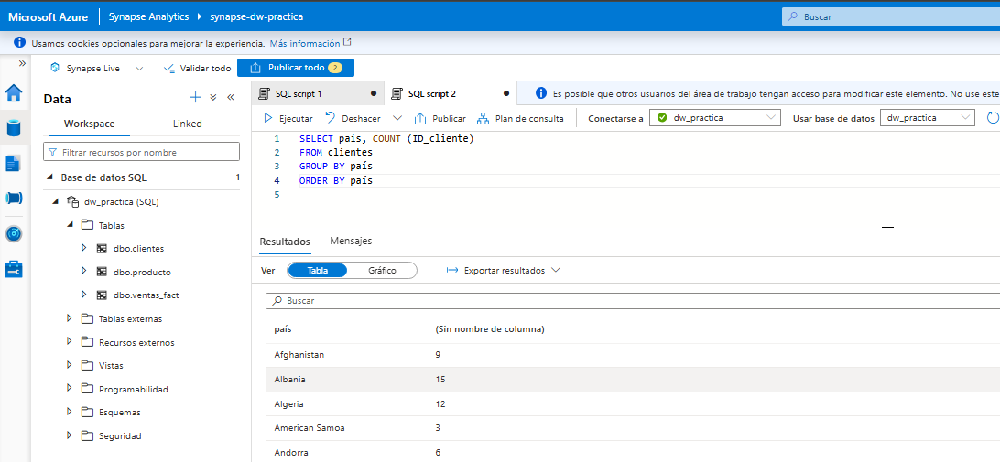 Microsoft Azure Synapse Analytics synapse-dw-practica Buscar
Usamos cookies opcionales para mejorar la experiencia. Más información
Synapse Live Validar todo Publicar todo 2
Data
Workspace Linked
Filtrar recursos por nombre
Base de datos SQL 1
dw_practica (SQL)
Tablas
dbo.clientes
dbo.producto
dbo.ventas_fact
Tablas externas
Recursos externos
Vistas
Programabilidad
Esquemas
Seguridad
SQL script 1 SQL script 2 Es posible que otros usuarios del área de trabajo tengan acceso para modificar este elemento. No use este
Ejecutar Deshacer Publicar Plan de consulta Conectarse a dw_practica Usar base de datos dw_practica
1 SELECT país, COUNT (ID_cliente)
2 FROM clientes
3 GROUP BY país
4 ORDER BY país
5
Resultados Mensajes
Ver Tabla Gráfico Exportar resultados
Buscar
país (Sin nombre de columna)
Afghanistan 9
Albania 15
Algeria 12
American Samoa 3
Andorra 6